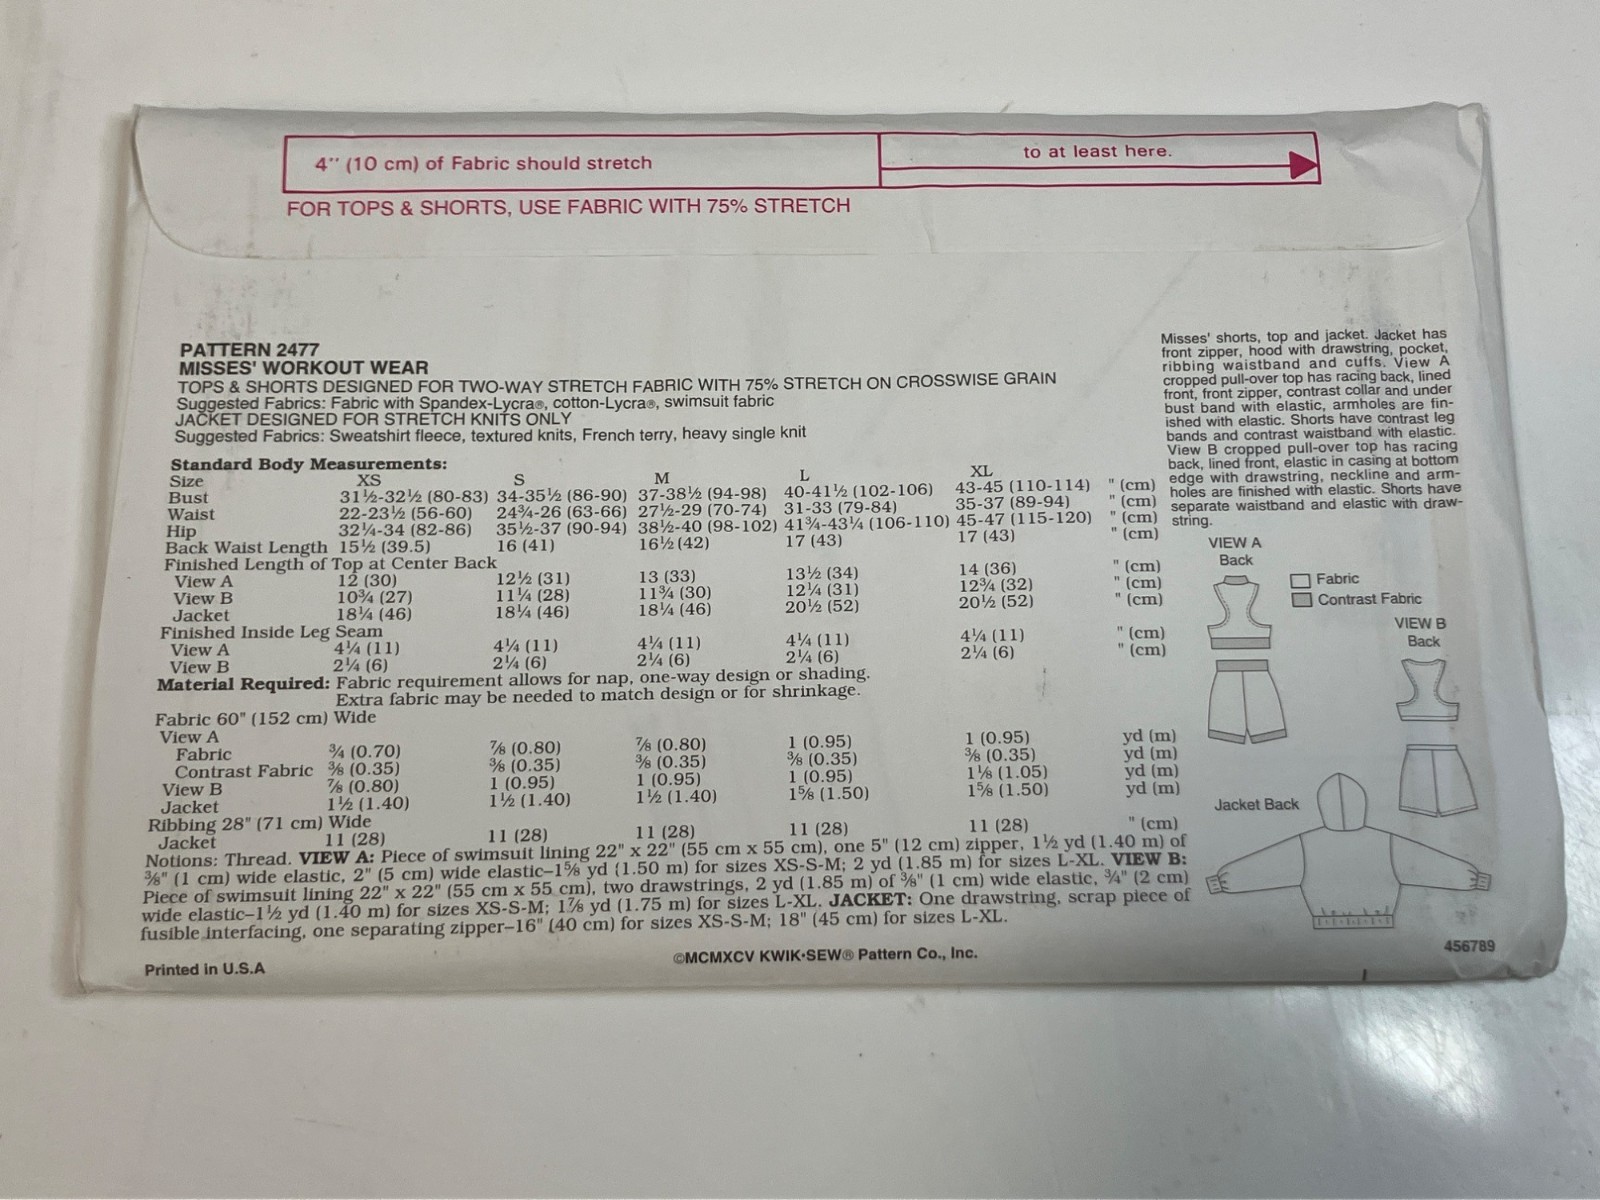 4" (10 cm) of Fabric should stretch
to at least here.
FOR TOPS & SHORTS, USE FABRIC WITH 75% STRETCH
PATTERN 2477
MISSES' WORKOUT WEAR
TOPS & SHORTS DESIGNED FOR TWO-WAY STRETCH FABRIC WITH 75% STRETCH ON CROSSWISE GRAIN
Suggested Fabrics: Fabric with Spandex-Lycra®, cotton-Lycra®, swimsuit fabric
JACKET DESIGNED FOR STRETCH KNITS ONLY
Suggested Fabrics: Sweatshirt fleece, textured knits, French terry, heavy single knit
Standard Body Measurements:
Size XS S M L XL
Bust 31½-32½ (80-83) 34-35½ (86-90) 37-38½ (94-98) 40-41½ (102-106) 43-45 (110-114) " (cm)
Waist 22-23½ (56-60) 24¾-26 (63-66) 27½-29 (70-74) 31-33 (79-84) 35-37 (89-94) " (cm)
Hip 32¼-34 (82-86) 35½-37 (90-94) 38½-40 (98-102) 41¾-43¼ (106-110) 45-47 (115-120) " (cm)
Back Waist Length 15½ (39.5) 16 (41) 16½ (42) 17 (43) 17 (43) " (cm)
Finished Length of Top at Center Back
View A 12 (30) 12½ (31) 13 (33) 13½ (34) 14 (36) " (cm)
View B 10¾ (27) 11¼ (28) 11¾ (30) 12¼ (31) 12¾ (32) " (cm)
Jacket 18¼ (46) 18¼ (46) 18¼ (46) 20½ (52) 20½ (52) " (cm)
Finished Inside Leg Seam
View A 4¼ (11) 4¼ (11) 4¼ (11) 4¼ (11) 4¼ (11) " (cm)
View B 2¼ (6) 2¼ (6) 2¼ (6) 2¼ (6) 2¼ (6) " (cm)
Material Required: Fabric requirement allows for nap, one-way design or shading.
Extra fabric may be needed to match design or for shrinkage.
Fabric 60" (152 cm) Wide
View A
Fabric ¾ (0.70) ⅞ (0.80) ⅞ (0.80) 1 (0.95) 1 (0.95) yd (m)
Contrast Fabric ⅜ (0.35) ⅜ (0.35) ⅜ (0.35) ⅜ (0.35) ⅜ (0.35) yd (m)
View B ⅞ (0.80) 1 (0.95) 1 (0.95) 1 (0.95) 1⅛ (1.05) yd (m)
Jacket 1½ (1.40) 1½ (1.40) 1½ (1.40) 1⅝ (1.50) 1⅝ (1.50) yd (m)
Ribbing 28" (71 cm) Wide
Jacket 11 (28) 11 (28) 11 (28) 11 (28) 11 (28) " (cm)
Notions: Thread. VIEW A: Piece of swimsuit lining 22" x 22" (55 cm x 55 cm), one 5" (12 cm) zipper, 1½ yd (1.40 m) of
⅜" (1 cm) wide elastic, 2" (5 cm) wide elastic–1⅝ yd (1.50 m) for sizes XS-S-M; 2 yd (1.85 m) for sizes L-XL. VIEW B:
Piece of swimsuit lining 22" x 22" (55 cm x 55 cm), two drawstrings, 2 yd (1.85 m) of ⅜" (1 cm) wide elastic, ¾" (2 cm)
wide elastic–1½ yd (1.40 m) for sizes XS-S-M; 1⅞ yd (1.75 m) for sizes L-XL. JACKET: One drawstring, scrap piece of
fusible interfacing, one separating zipper–16" (40 cm) for sizes XS-S-M; 18" (45 cm) for sizes L-XL.
Misses' shorts, top and jacket. Jacket has
front zipper, hood with drawstring, pocket,
ribbing waistband and cuffs. View A
cropped pull-over top has racing back, lined
front, front zipper, contrast collar and under
bust band with elastic, armholes are fin-
ished with elastic. Shorts have contrast leg
bands and contrast waistband with elastic.
View B cropped pull-over top has racing
back, lined front, elastic in casing at bottom
edge with drawstring, neckline and arm-
holes are finished with elastic. Shorts have
separate waistband and elastic with draw-
string.
VIEW A
Back
Fabric
Contrast Fabric
VIEW B
Back
Jacket Back
Printed in U.S.A
©MCMXCV KWIK•SEW® Pattern Co., Inc.
456789